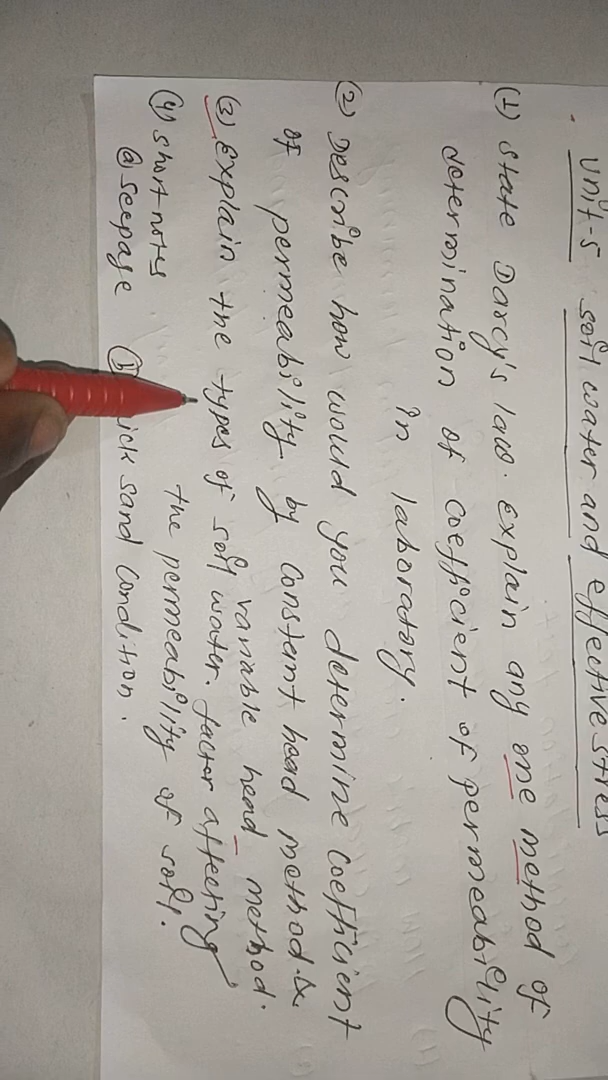 Unit-5 soil water and effective stress
(1) state Darcy's law. explain any one method of
determination of coefficient of permeability
in laboratory.
(2) Describe how would you determine coefficient
of permeability by constemt head method &
variable head method.
(3) Explain the types of soil water. factor affecting
the permeability of soil.
(4) short notes
(a) seepage (b) ick sand condition.